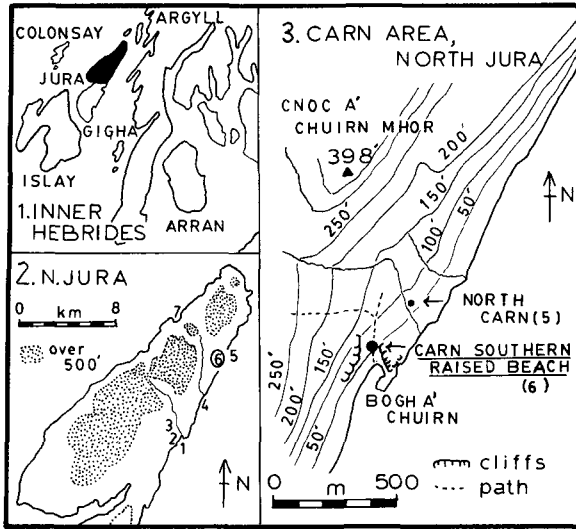 COLONSAY
ARGYLL
JURA
GIGHA
ISLAY
ARRAN
1. INNER
HEBRIDES
2. N. JURA
0 km 8
over
500'
7
6 5
4
3
2 1
N
3. CARN AREA,
NORTH JURA
CNOC A'
CHUIRN MHOR
398'
200'
150'
100
50'
250'
N
NORTH
CARN (5)
CARN SOUTHERN
RAISED BEACH
(6)
BOGH A'
CHUIRN
250'
200'
150'
50'
cliffs
path
0 m 500